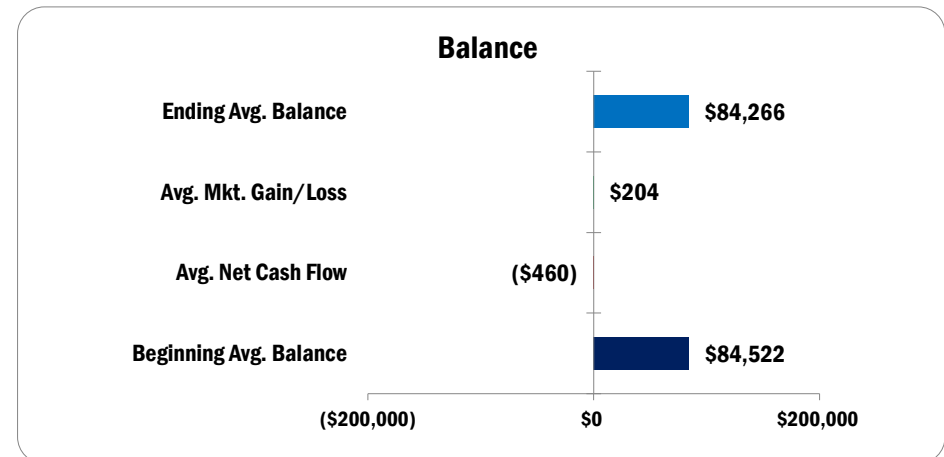 Balance
Ending Avg. Balance $84,266
Avg. Mkt. Gain/Loss $204
Avg. Net Cash Flow ($460)
Beginning Avg. Balance $84,522
($200,000) $0 $200,000